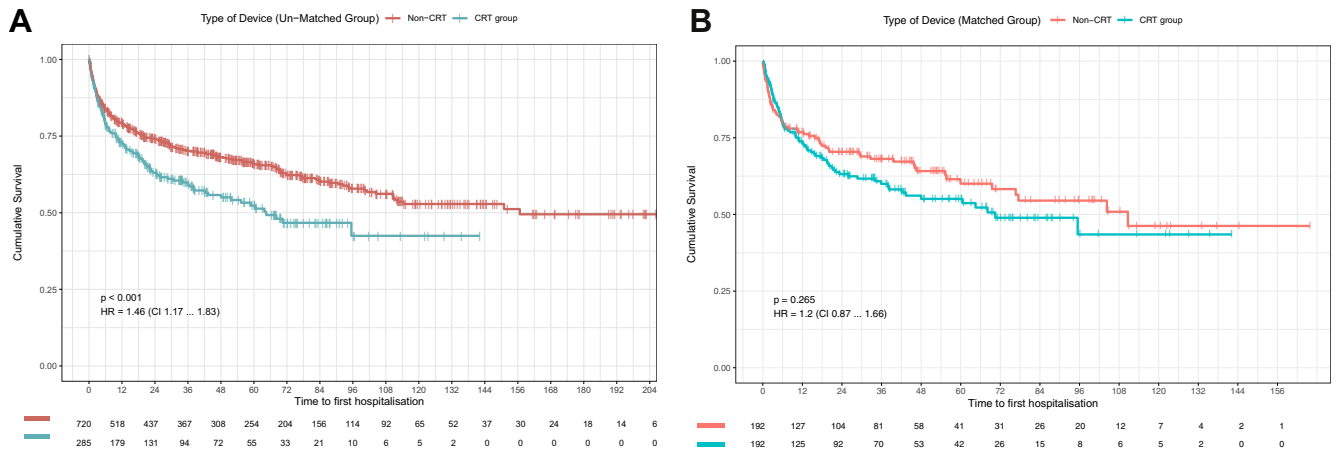 A
Type of Device (Un−Matched Group) Non−CRT CRT group
1.00
0.75
0.50
0.25
0.00
Cumulative Survival
p < 0.001
HR = 1.46 (CI 1.17 ... 1.83)
0 12 24 36 48 60 72 84 96 108 120 132 144 156 168 180 192 204
Time to first hospitalisation
720 518 437 367 308 254 204 156 114 92 65 52 37 30 24 18 14 6
285 179 131 94 72 55 33 21 10 6 5 2 0 0
B
Type of Device (Matched Group) Non−CRT CRT group
1.00
0.75
0.50
0.25
0.00
Cumulative Survival
p = 0.265
HR = 1.2 (CI 0.87 ... 1.66)
0 12 24 36 48 60 72 84 96 108 120 132 144 156
Time to first hospitalisation
192 127 104 81 58 41 31 26 20 12 7 4 2 1
192 125 92 70 53 42 26 15 8 6 5 2 0 0